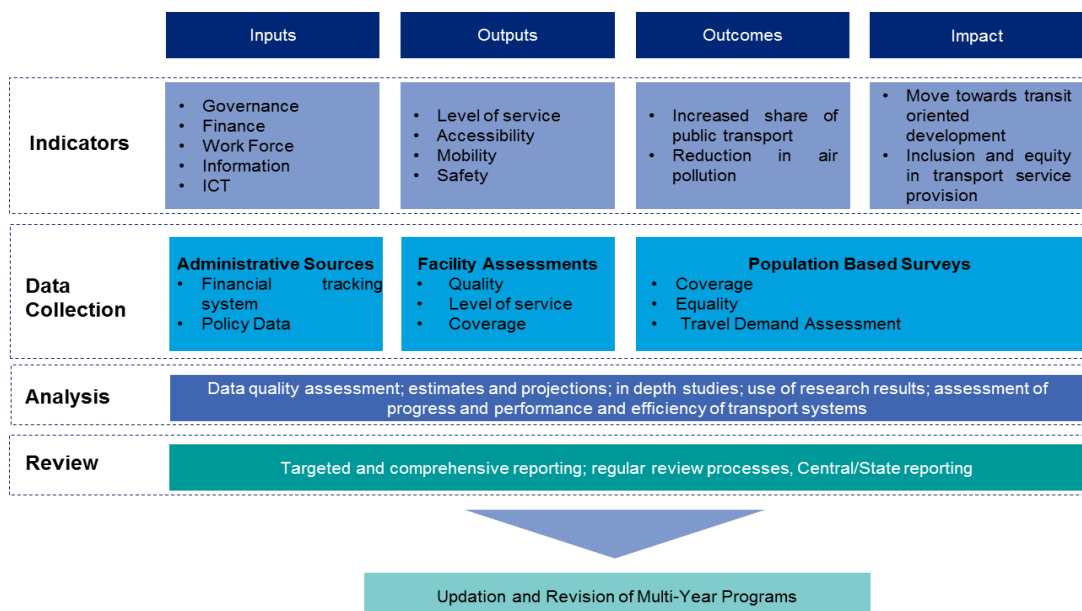 Inputs
Outputs
Outcomes
Impact
Indicators
• Governance
• Finance
• Work Force
• Information
• ICT
• Level of service
• Accessibility
• Mobility
• Safety
• Increased share of
public transport
• Reduction in air
pollution
• Move towards transit
oriented
development
• Inclusion and equity
in transport service
provision
Data
Collection
Administrative Sources
• Financial tracking
system
• Policy Data
Facility Assessments
• Quality
• Level of service
• Coverage
Population Based Surveys
• Coverage
• Equality
• Travel Demand Assessment
Analysis
Data quality assessment; estimates and projections; in depth studies; use of research results; assessment of
progress and performance and efficiency of transport systems
Review
Targeted and comprehensive reporting; regular review processes, Central/State reporting
Updation and Revision of Multi-Year Programs